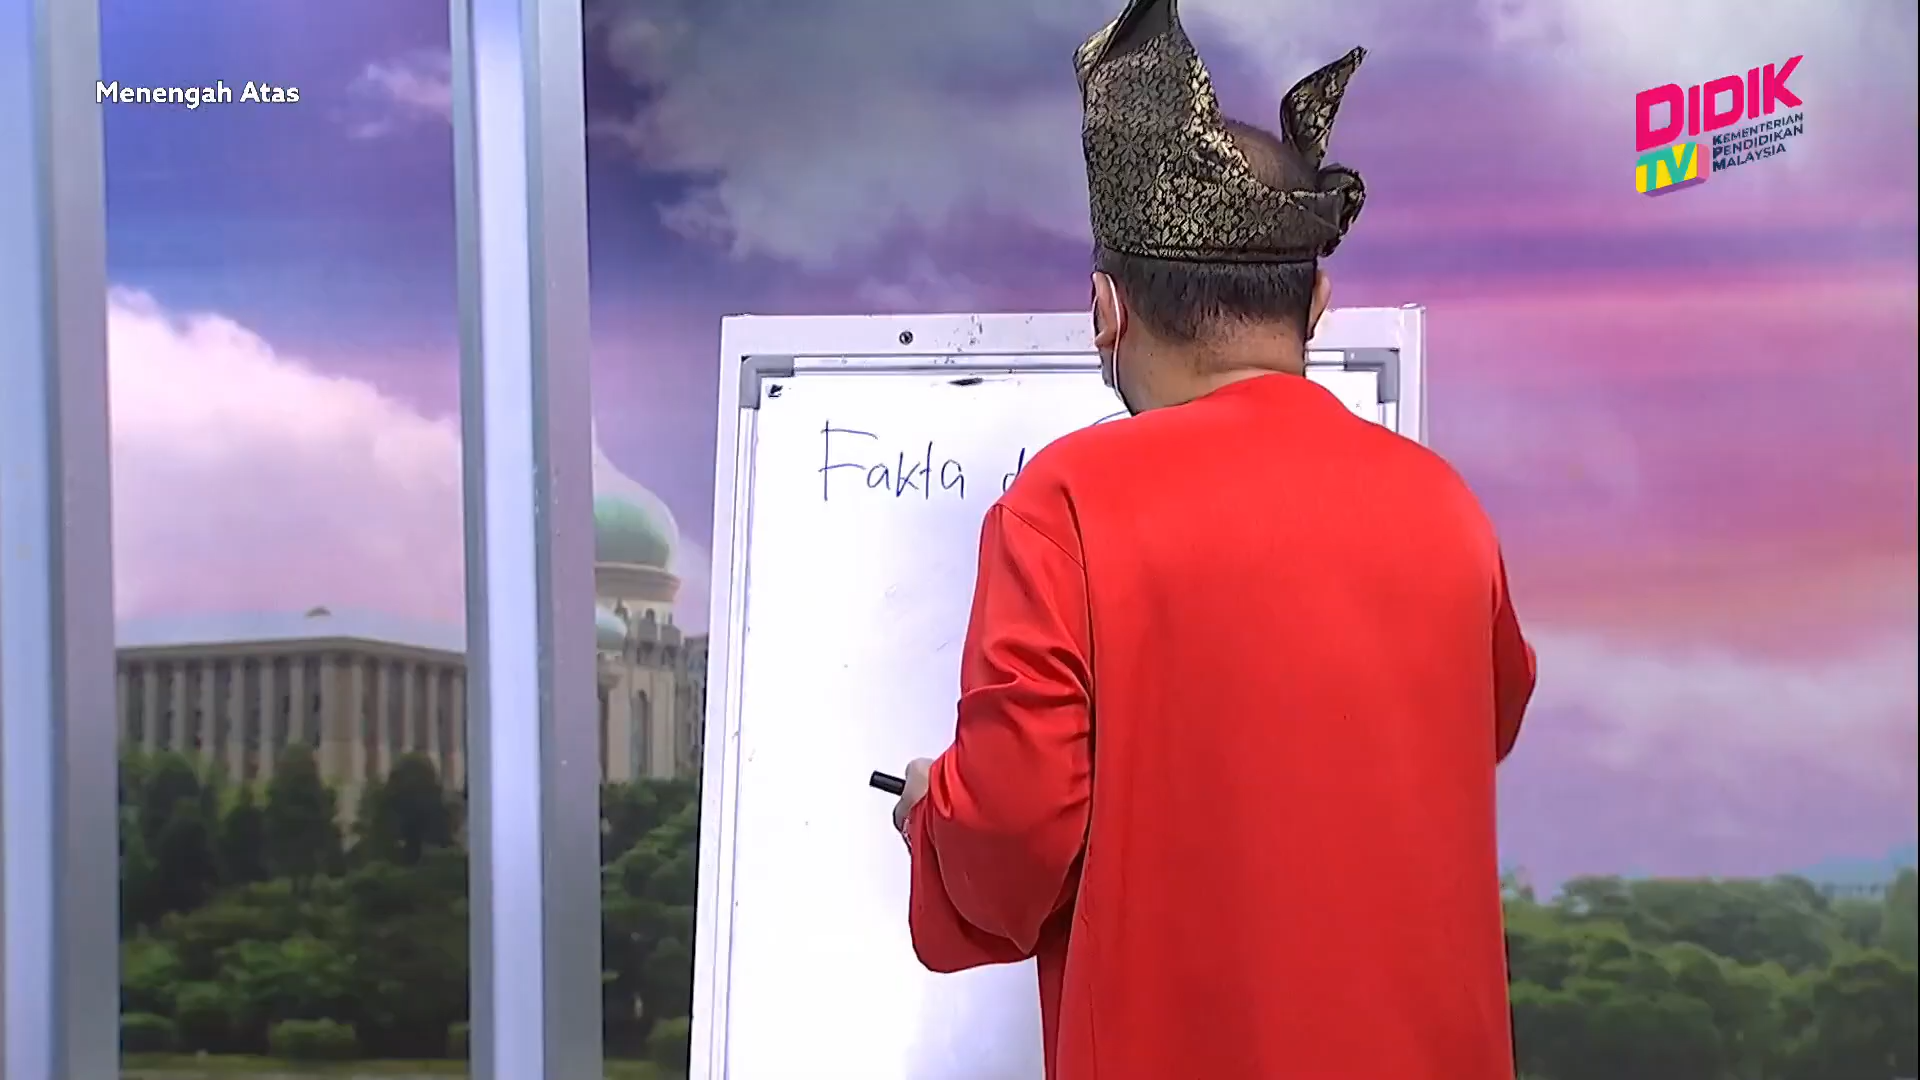 Menengah Atas
DIDIK
TV
KEMENTERIAN
PENDIDIKAN
MALAYSIA
Fakta